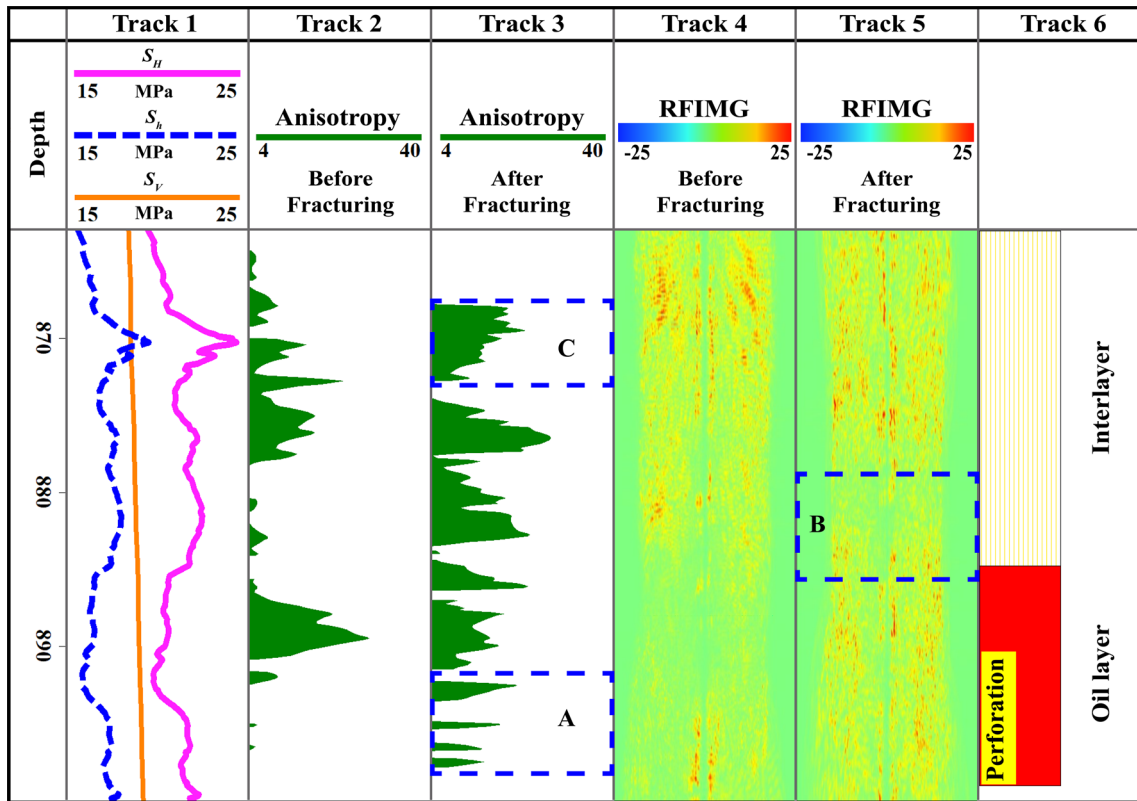 Track 1
Track 2
Track 3
Track 4
Track 5
Track 6
Depth
S_H
15 MPa 25
S_h
15 MPa 25
S_V
15 MPa 25
Anisotropy
4 40
Before
Fracturing
Anisotropy
4 40
After
Fracturing
RFIMG
-25 25
Before
Fracturing
RFIMG
-25 25
After
Fracturing
870
880
890
C
A
B
Interlayer
Oil layer
Perforation